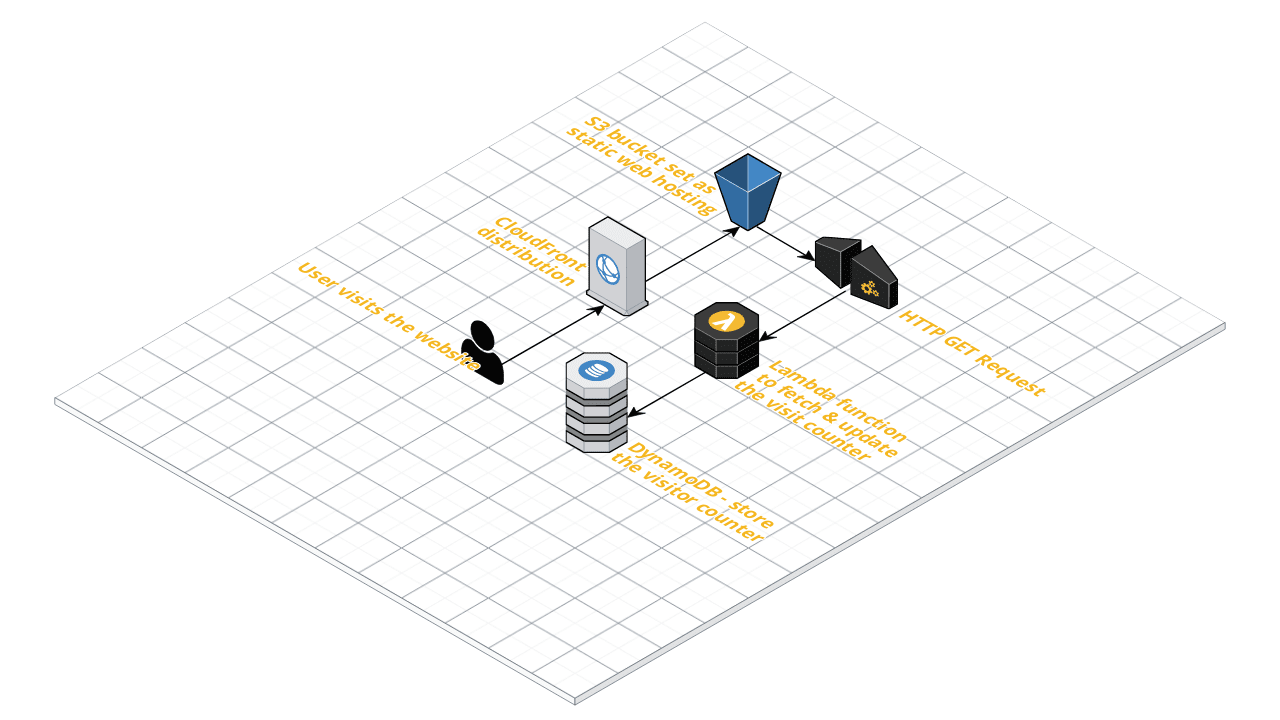 S3 bucket set as
static web hosting
CloudFront
distribution
User visits the website
HTTP GET Request
Lambda function
to fetch & update
the visit counter
DynamoDB - store
the visitor counter